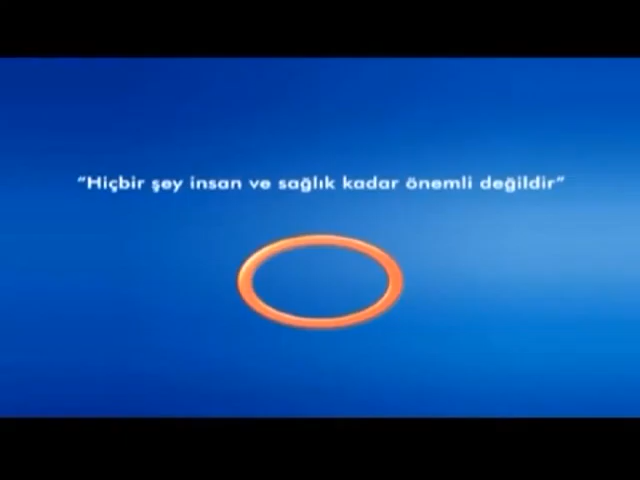 “Hiçbir şey insan ve sağlık kadar önemli değildir”